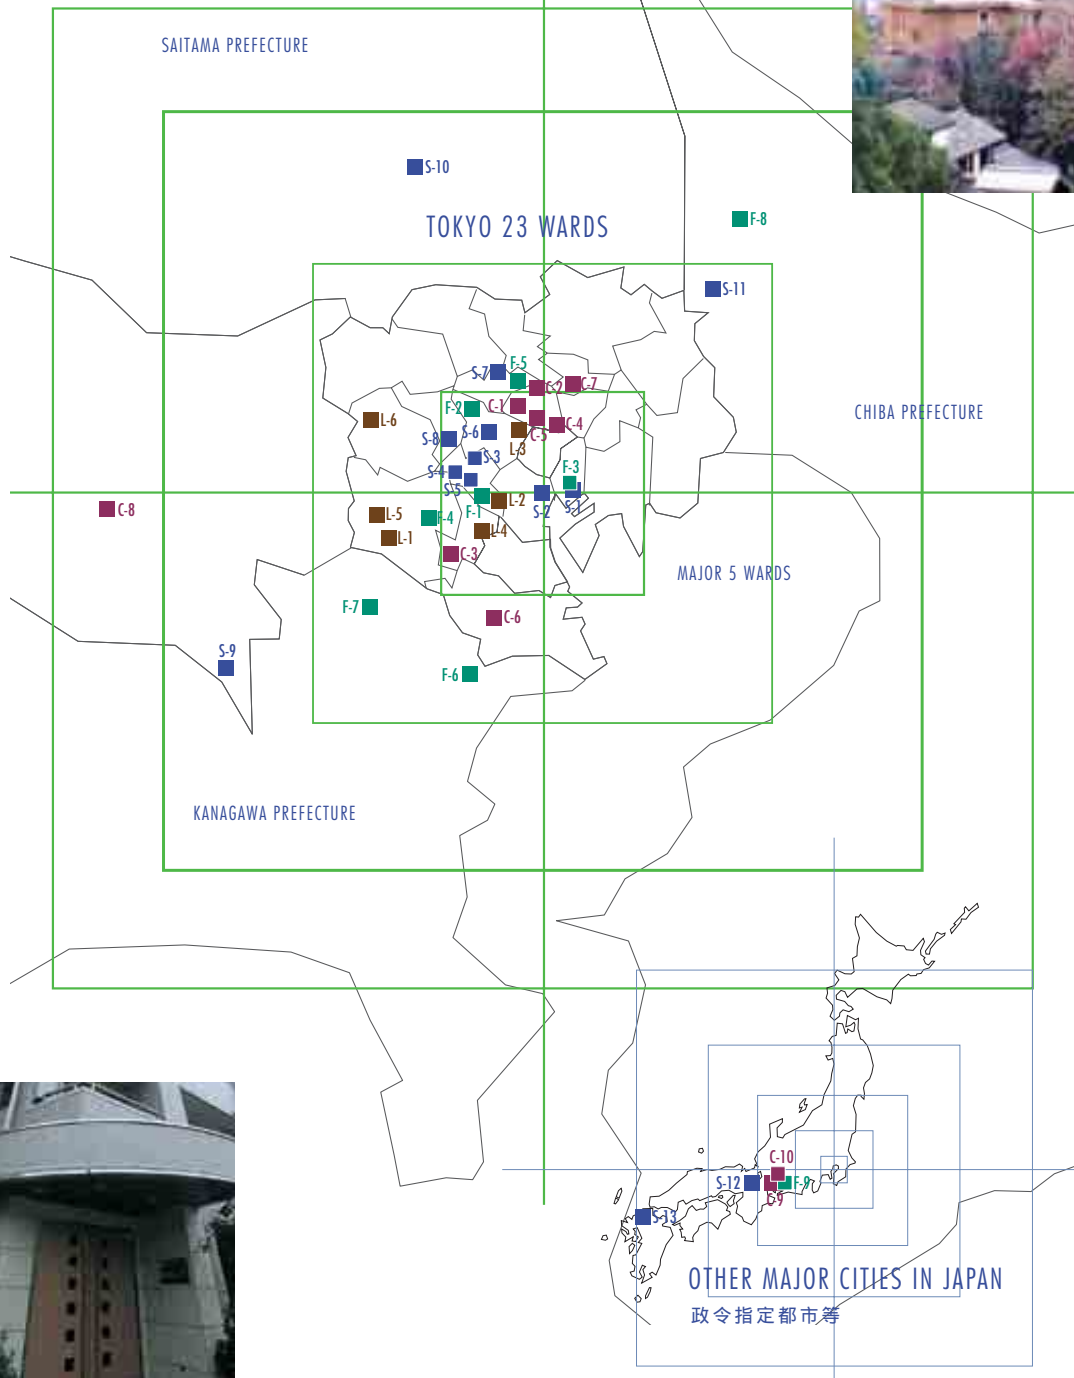 SAITAMA PREFECTURE
S-10
F-8
TOKYO 23 WARDS
S-11
F-5
S-7
C-2
C-7
F-2
C-1
CHIBA PREFECTURE
L-6
C-4
S-6
C-5
S-8
L-3
S-3
F-3
S-4
S-5
L-2
S-1
C-8
F-1
S-2
L-5
F-4
L-4
L-1
C-3
MAJOR 5 WARDS
F-7
C-6
S-9
F-6
KANAGAWA PREFECTURE
C-10
S-12
F-9
C-9
S-13
OTHER MAJOR CITIES IN JAPAN
政令指定都市等